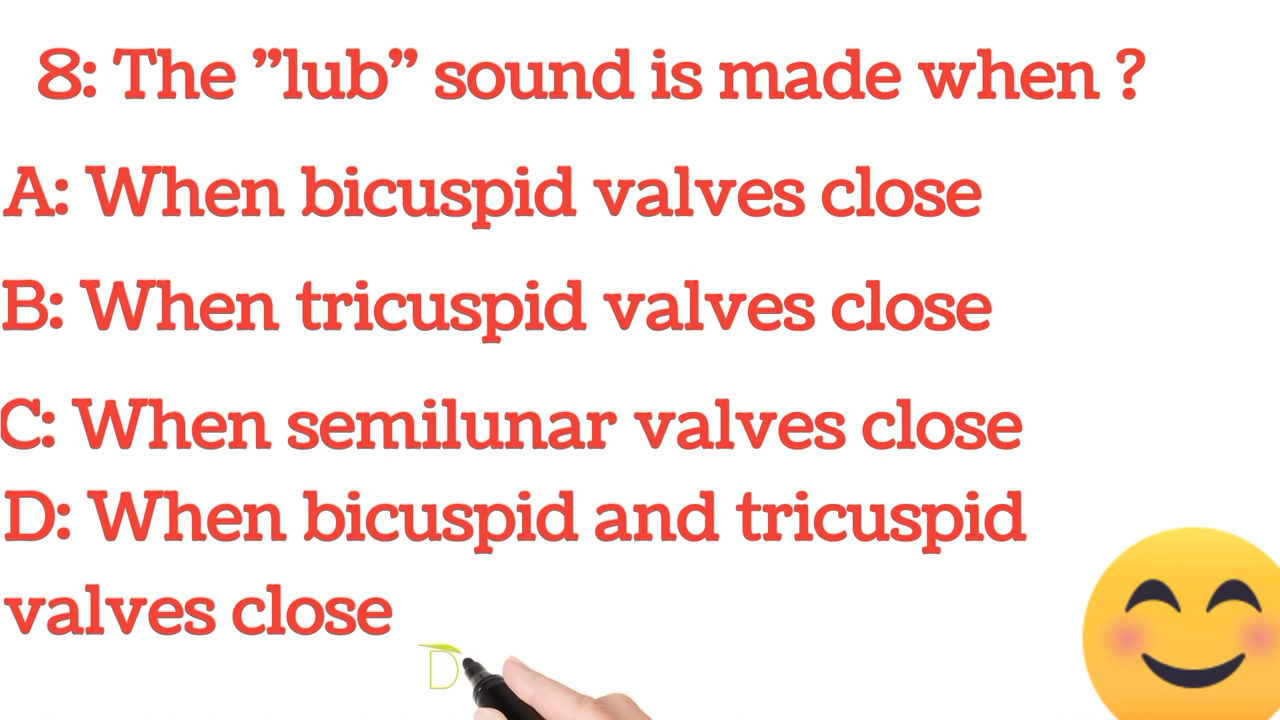 8: The ”lub” sound is made when ?
A: When bicuspid valves close
B: When tricuspid valves close
C: When semilunar valves close
D: When bicuspid and tricuspid
valves close
D